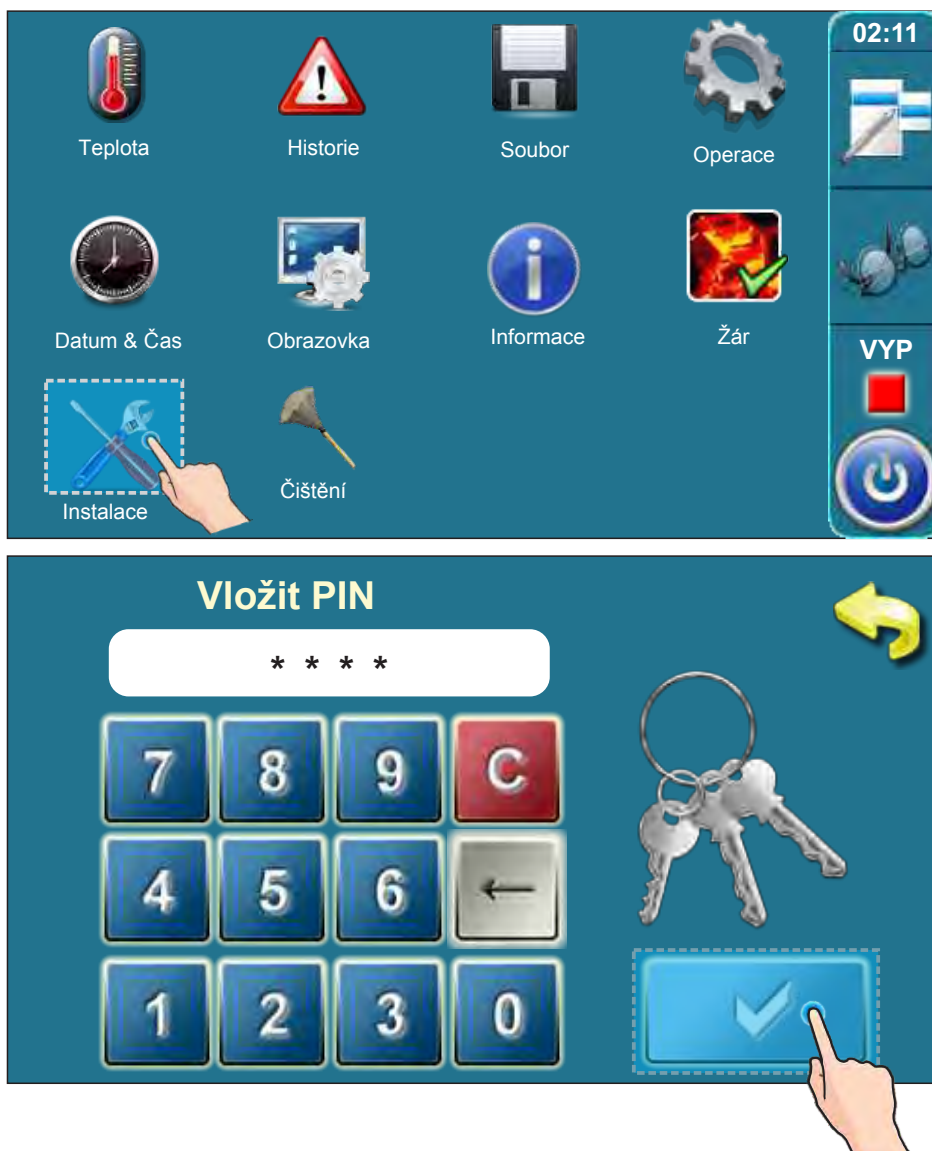 02:11
Teplota
Historie
Soubor
Operace
Datum & Čas
Obrazovka
Informace
Žár
VYP
Instalace
Čištění
Vložit PIN
* * * *
7 8 9 C
4 5 6 ←
1 2 3 0